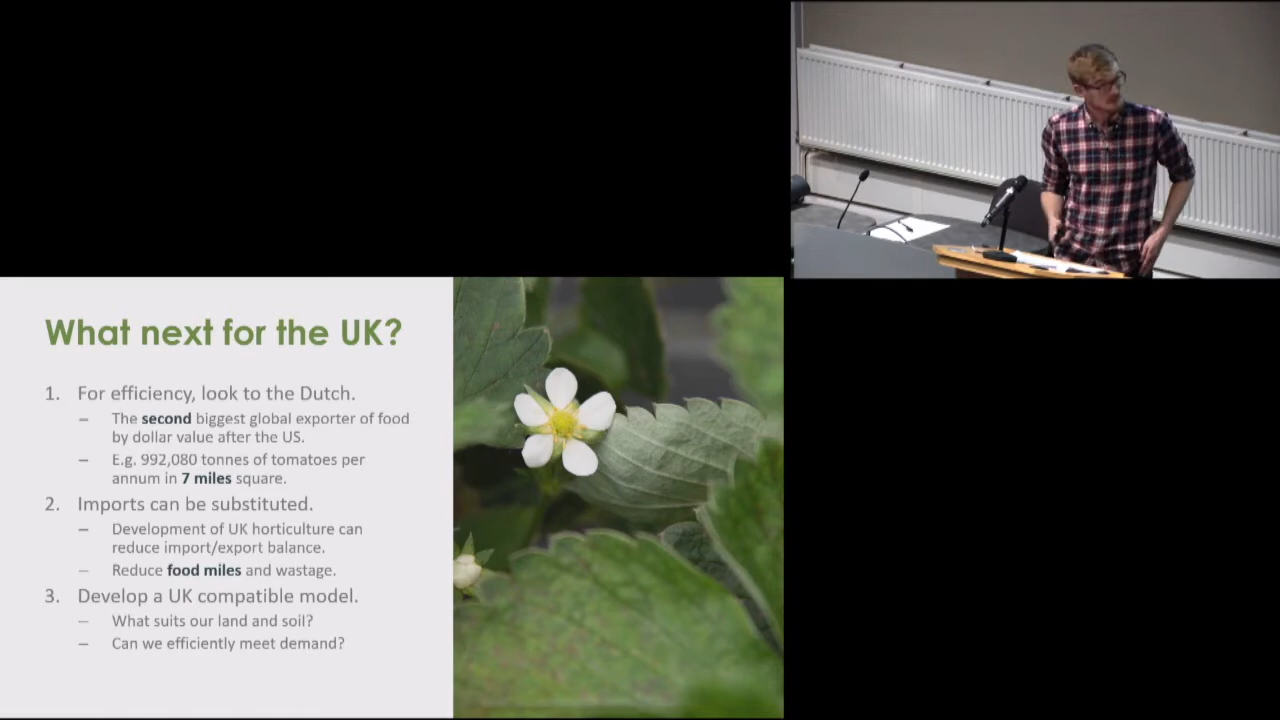 What next for the UK?
1. For efficiency, look to the Dutch.
– The second biggest global exporter of food
by dollar value after the US.
– E.g. 992,080 tonnes of tomatoes per
annum in 7 miles square.
2. Imports can be substituted.
– Development of UK horticulture can
reduce import/export balance.
– Reduce food miles and wastage.
3. Develop a UK compatible model.
– What suits our land and soil?
– Can we efficiently meet demand?